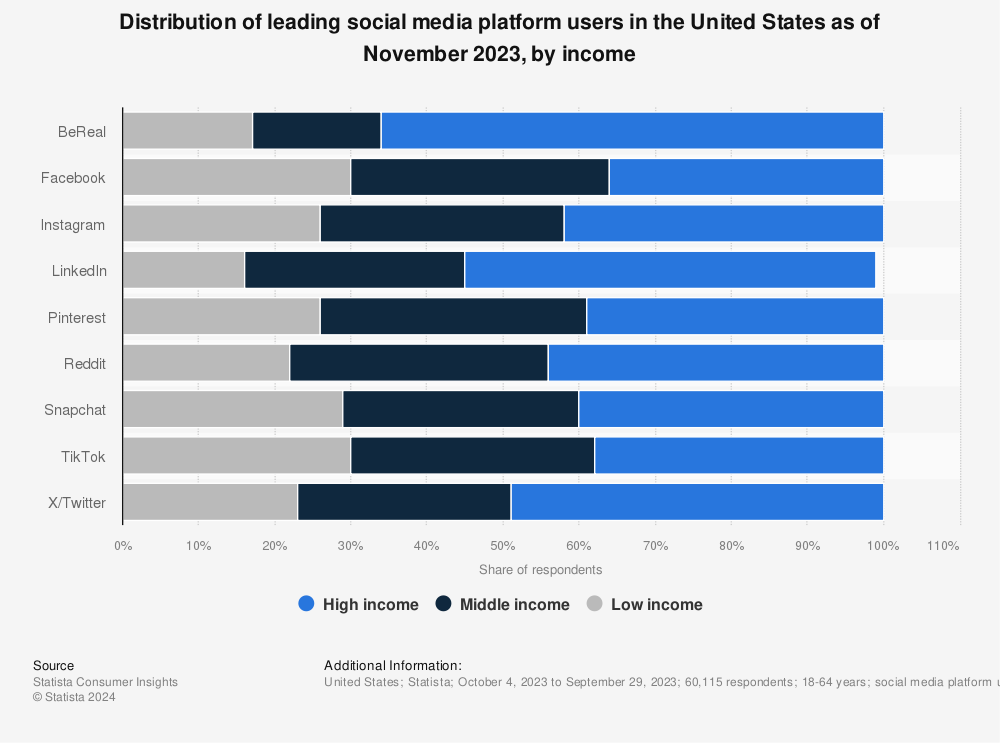 Distribution of leading social media platform users in the United States as of
November 2023, by income
BeReal
Facebook
Instagram
LinkedIn
Pinterest
Reddit
Snapchat
TikTok
X/Twitter
0% 10% 20% 30% 40% 50% 60% 70% 80% 90% 100% 110%
Share of respondents
High income Middle income Low income
Source
Statista Consumer Insights
© Statista 2024
Additional Information:
United States; Statista; October 4, 2023 to September 29, 2023; 60,115 respondents; 18-64 years; social media platform